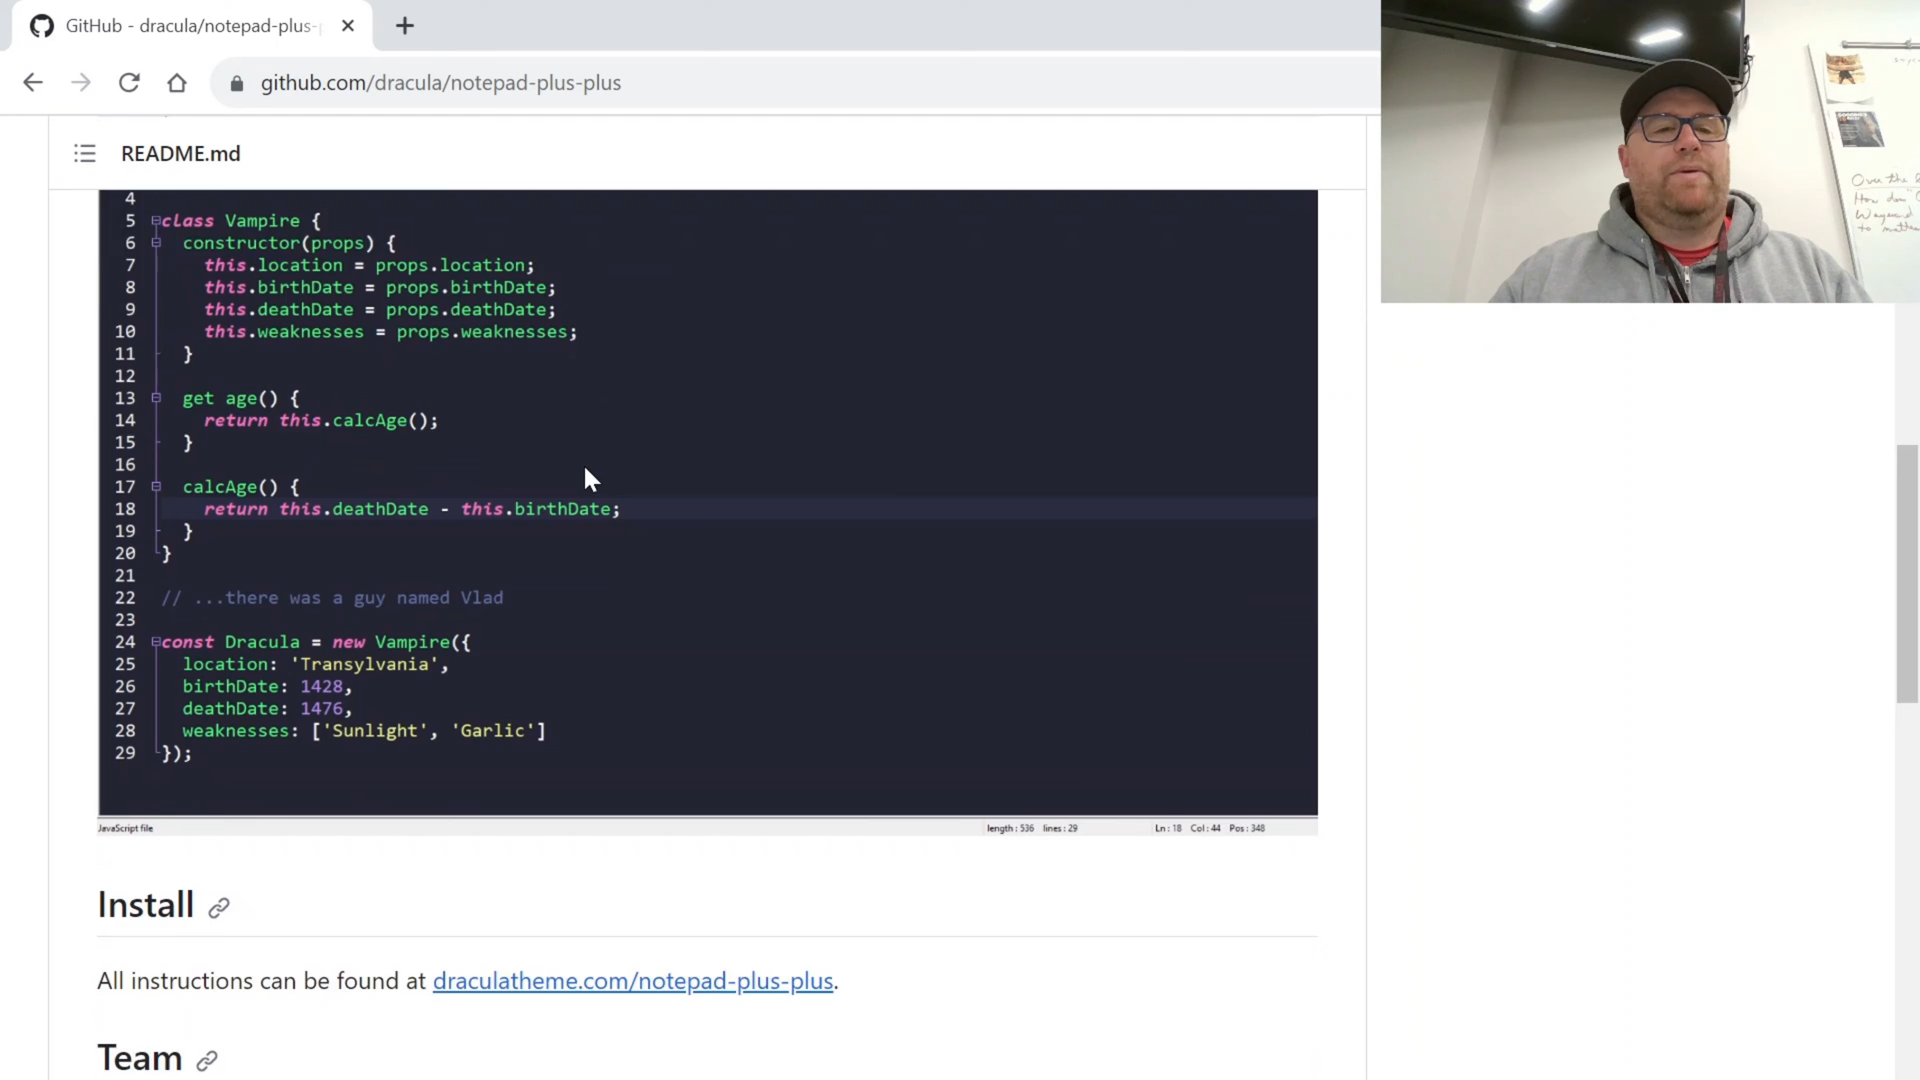 GitHub - dracula/notepad-plus-
github.com/dracula/notepad-plus-plus
README.md
4
5 class Vampire {
6 constructor(props) {
7 this.location = props.location;
8 this.birthDate = props.birthDate;
9 this.deathDate = props.deathDate;
10 this.weaknesses = props.weaknesses;
11 }
12
13 get age() {
14 return this.calcAge();
15 }
16
17 calcAge() {
18 return this.deathDate - this.birthDate;
19 }
20 }
21
22 // ...there was a guy named Vlad
23
24 const Dracula = new Vampire({
25 location: 'Transylvania',
26 birthDate: 1428,
27 deathDate: 1476,
28 weaknesses: ['Sunlight', 'Garlic']
29 });
JavaScript file length : 536 lines : 29 Ln : 18 Col : 44 Pos : 348
Install
All instructions can be found at draculatheme.com/notepad-plus-plus.
Team
Over the
How
to